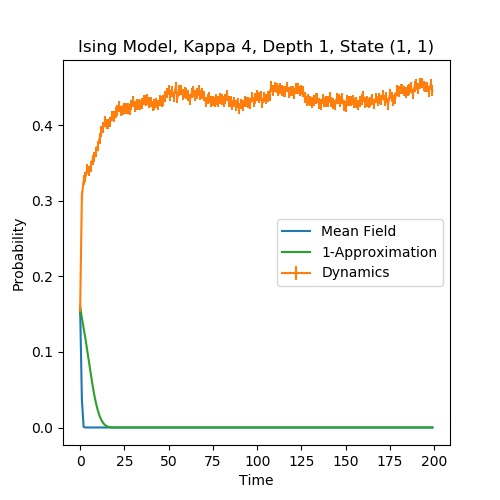 Ising Model, Kappa 4, Depth 1, State (1, 1)
Probability
0.4
0.3
0.2
0.1
0.0
Mean Field
1-Approximation
Dynamics
0 25 50 75 100 125 150 175 200
Time